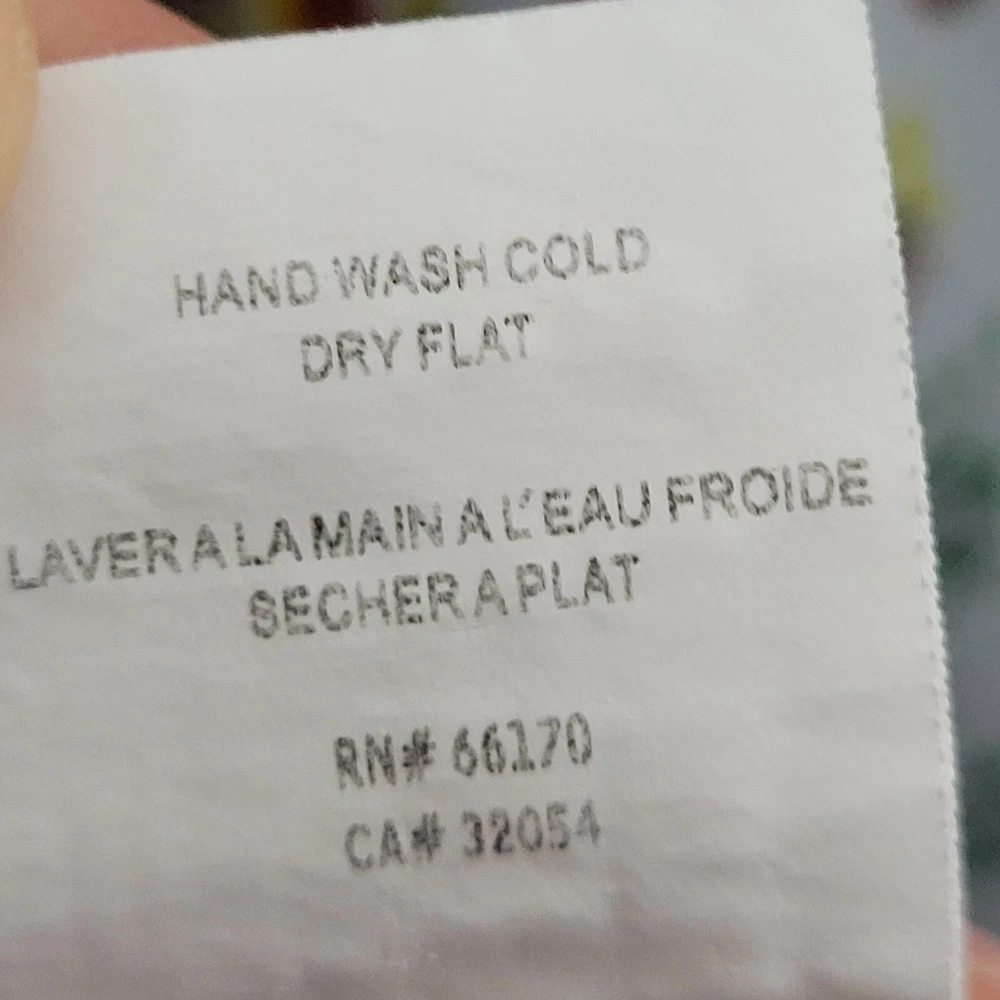 HAND WASH COLD
DRY FLAT
LAVER A LA MAIN A L'EAU FROIDE
SECHER A PLAT
RN# 66170
CA# 32054